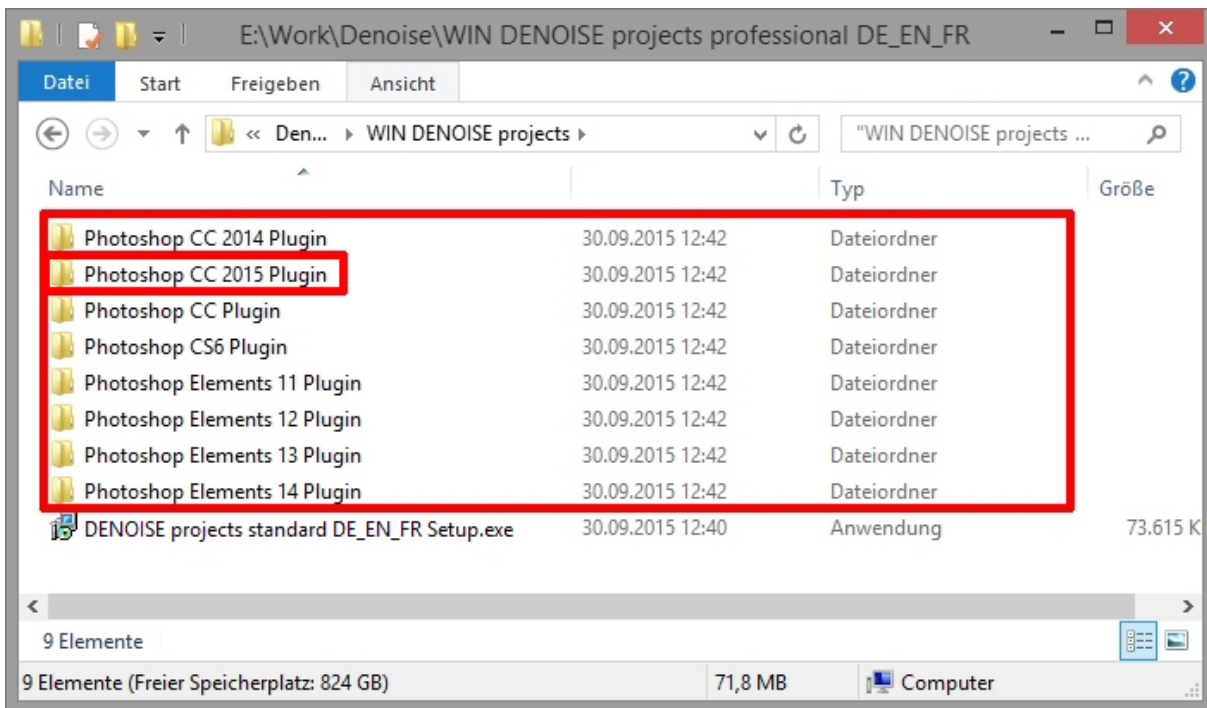 E:\Work\Denoise\WIN DENOISE projects professional DE_EN_FR
Datei Start Freigeben Ansicht
« Den... WIN DENOISE projects "WIN DENOISE projects ...
Name Typ Größe
Photoshop CC 2014 Plugin 30.09.2015 12:42 Dateiordner
Photoshop CC 2015 Plugin 30.09.2015 12:42 Dateiordner
Photoshop CC Plugin 30.09.2015 12:42 Dateiordner
Photoshop CS6 Plugin 30.09.2015 12:42 Dateiordner
Photoshop Elements 11 Plugin 30.09.2015 12:42 Dateiordner
Photoshop Elements 12 Plugin 30.09.2015 12:42 Dateiordner
Photoshop Elements 13 Plugin 30.09.2015 12:42 Dateiordner
Photoshop Elements 14 Plugin 30.09.2015 12:42 Dateiordner
DENOISE projects standard DE_EN_FR Setup.exe 30.09.2015 12:40 Anwendung 73.615 K
9 Elemente
9 Elemente (Freier Speicherplatz: 824 GB) 71,8 MB Computer